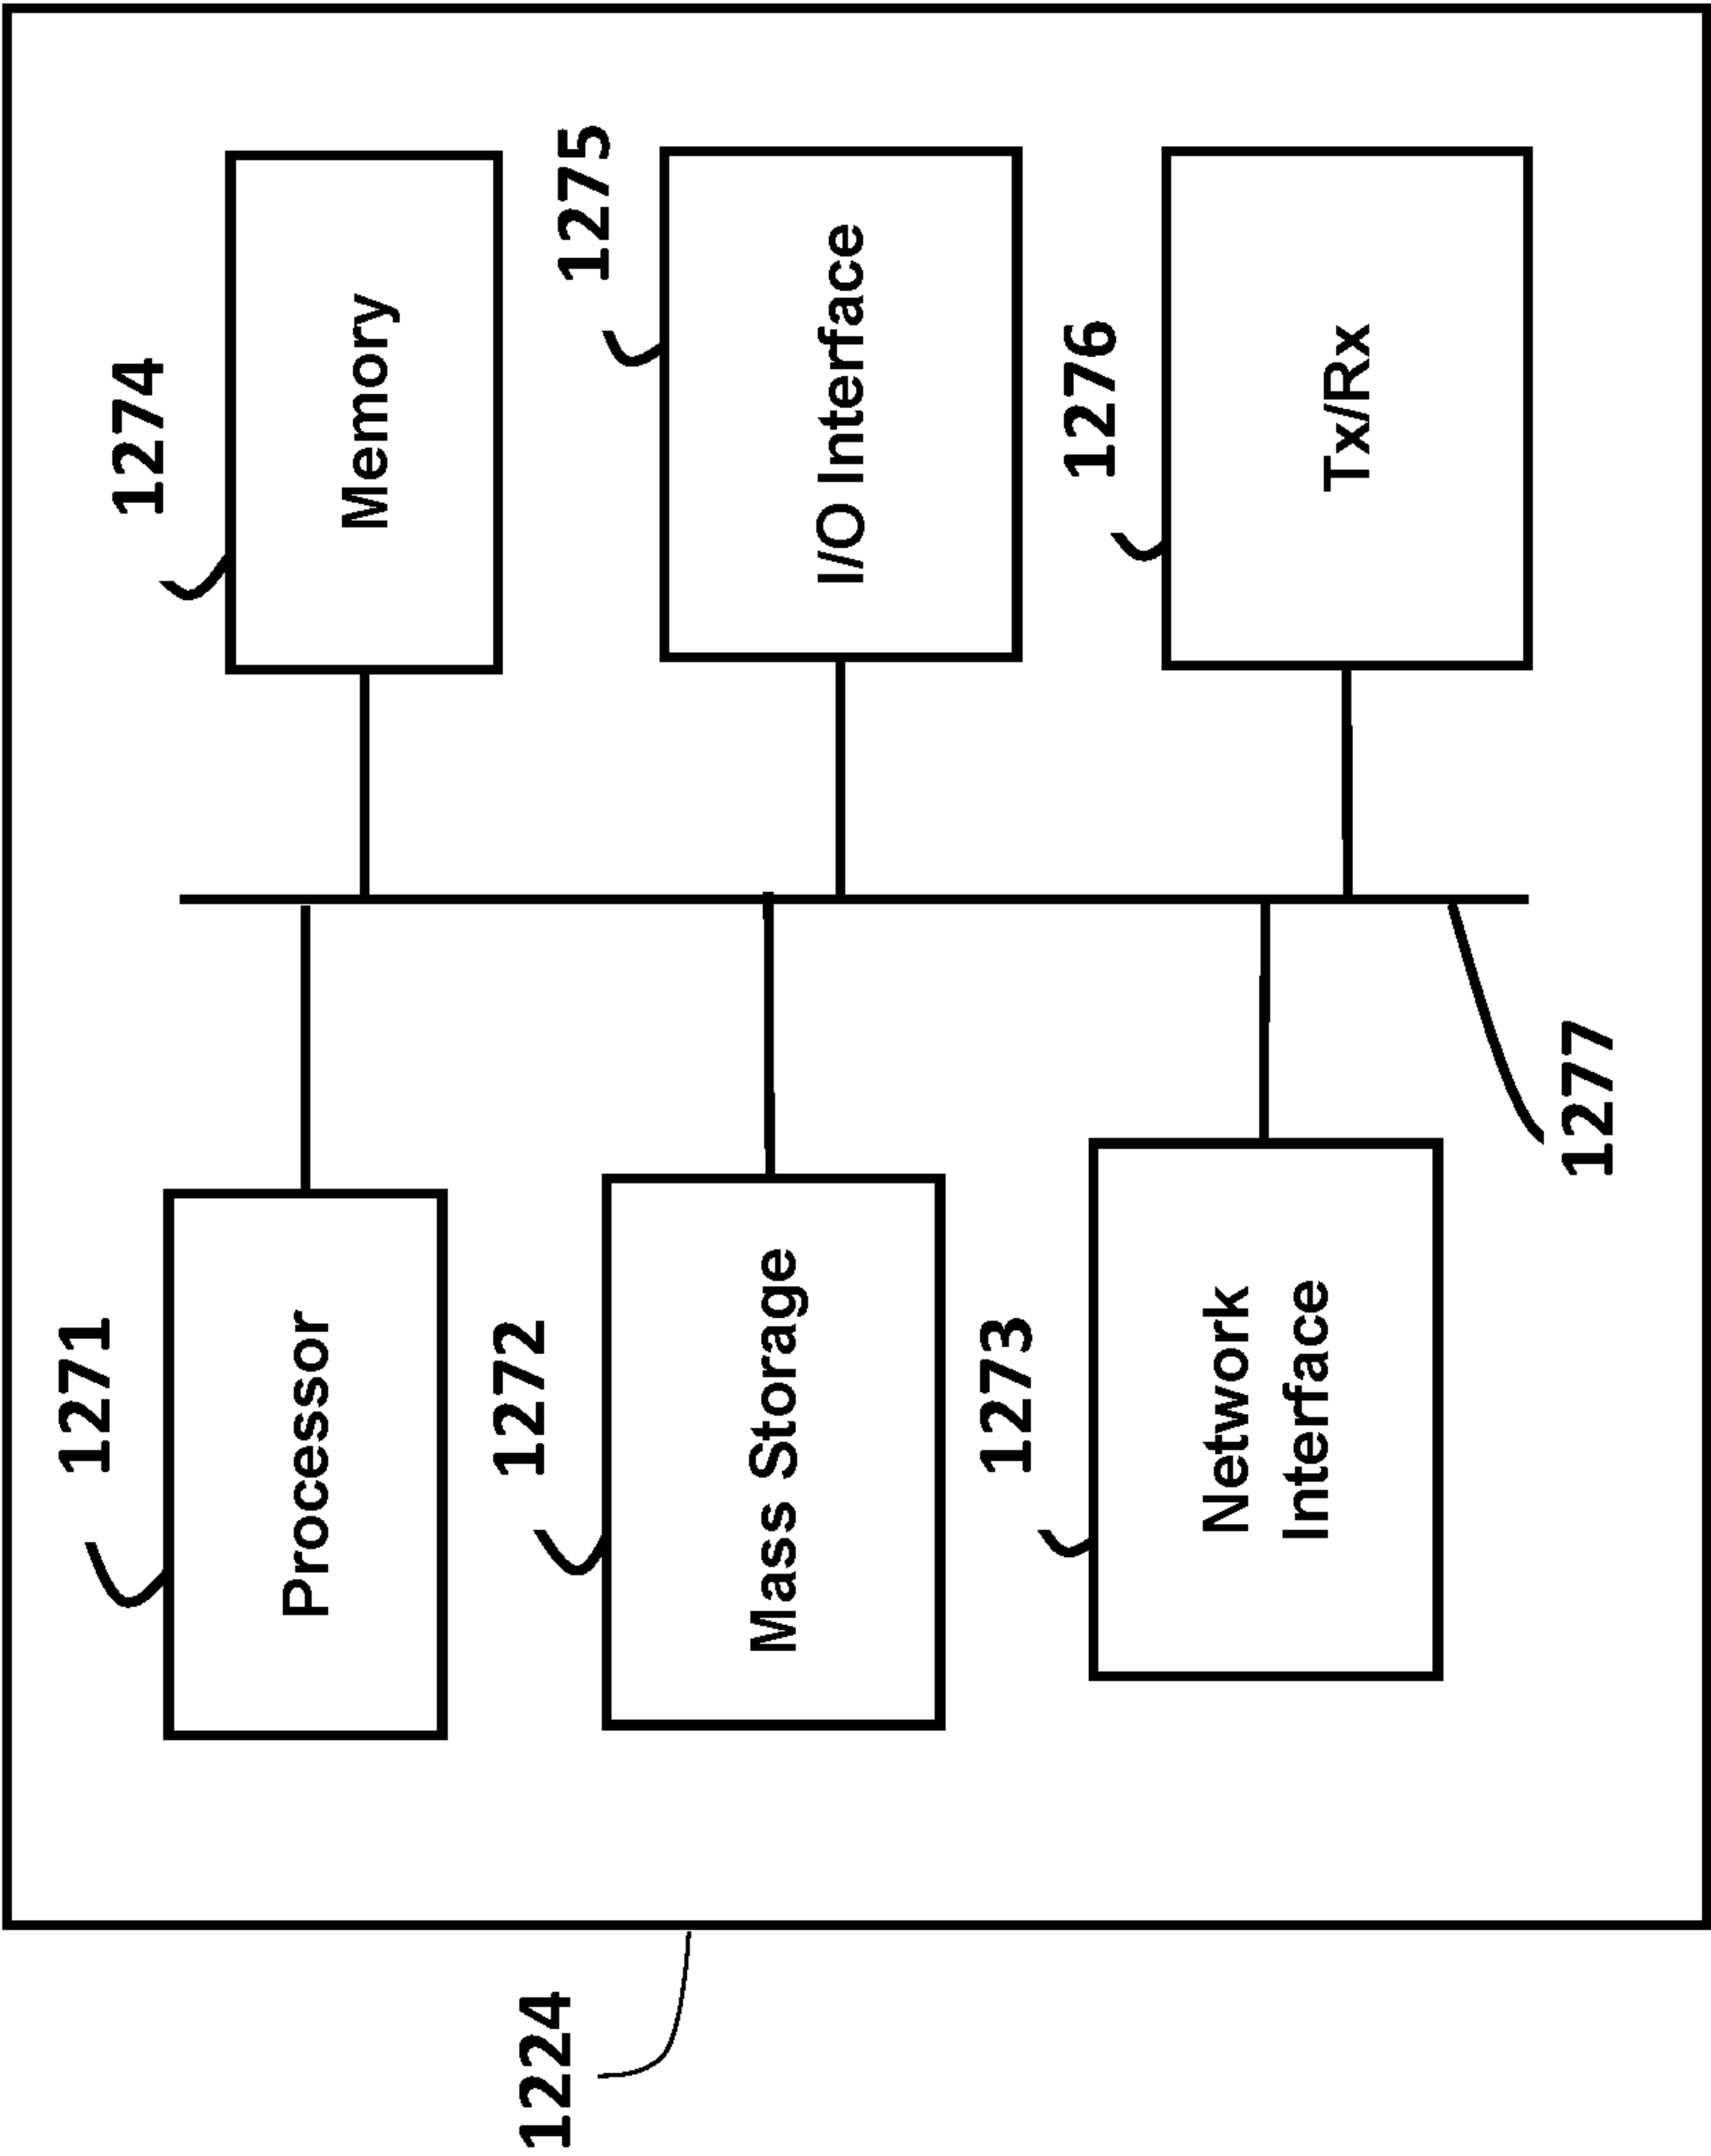 1271
Processor
1274
Memory
1272
Mass Storage
1275
I/O Interface
1273
Network
Interface
1276
Tx/Rx
1277
1224